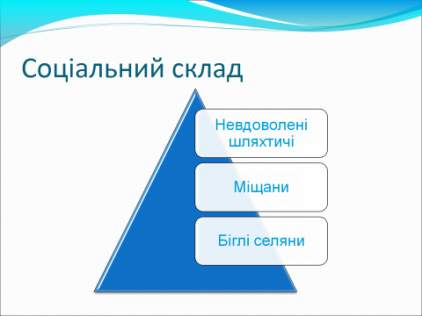 Соціальний склад
Невдоволені
шляхтичі
Міщани
Біглі селяни